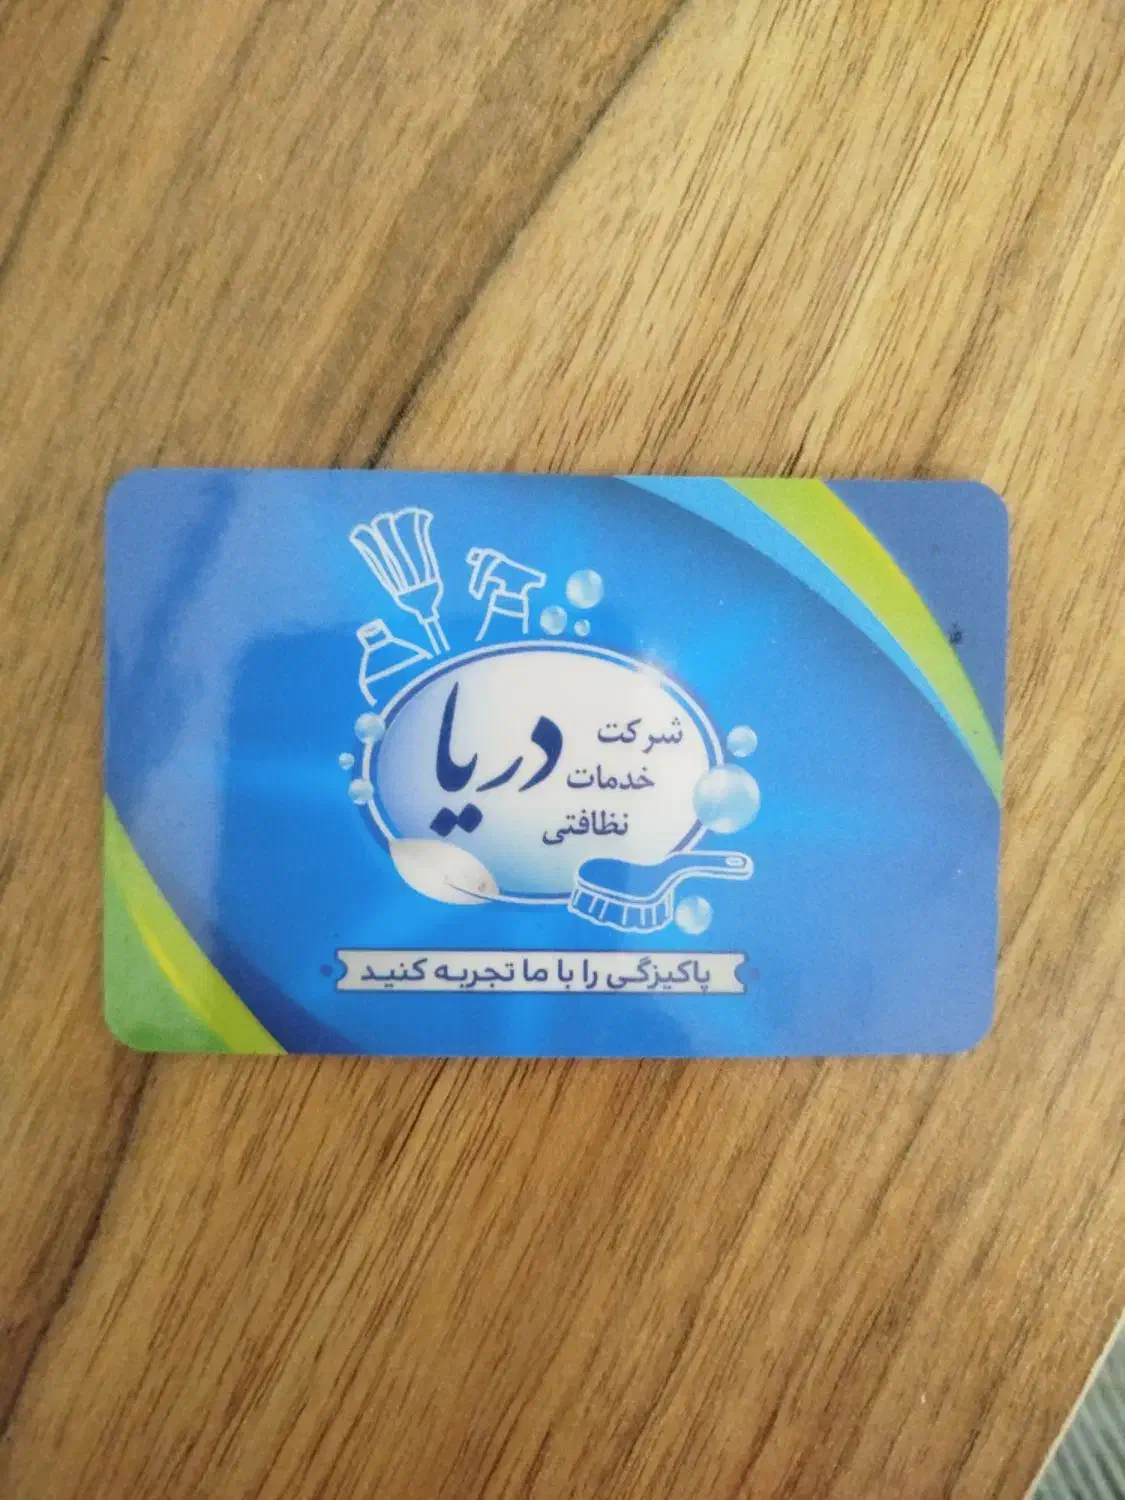 شرکت
خدمات
نظافتی
دریا
پاکیزگی را با ما تجربه کنید